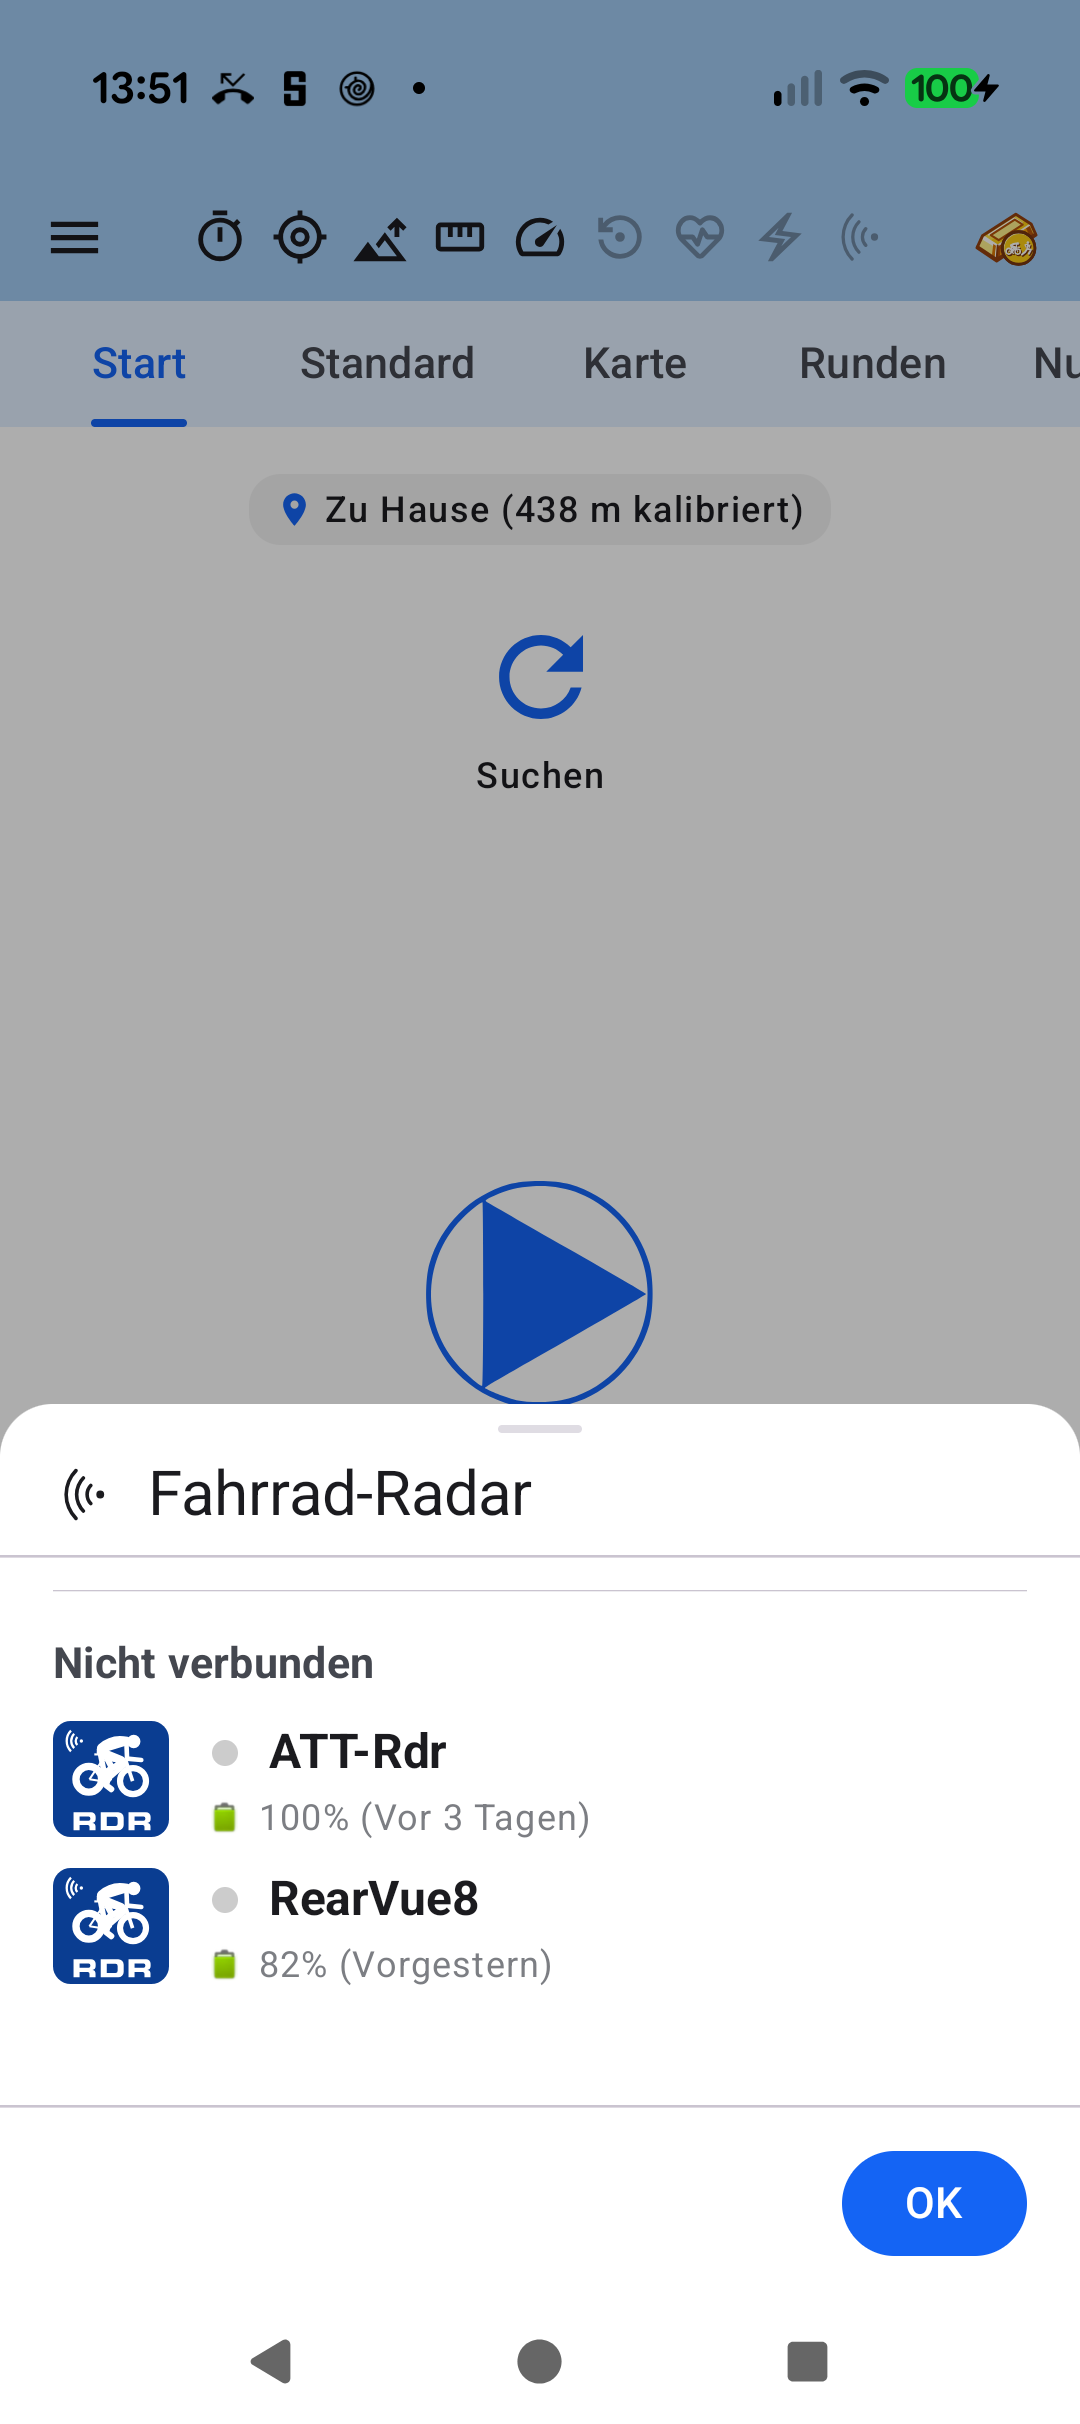 13:51
100
Start Standard Karte Runden Nu
Zu Hause (438 m kalibriert)
Suchen
Fahrrad-Radar
Nicht verbunden
RDR
ATT-Rdr
100% (Vor 3 Tagen)
RDR
RearVue8
82% (Vorgestern)
OK